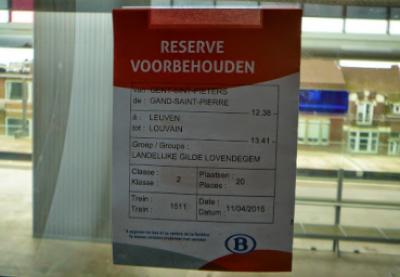 RESERVE
VOORBEHOUDEN
van: GENT-SINT-PIETERS
de : GAND-SAINT-PIERRE
12.38
à : LEUVEN
tot : LOUVAIN
13.41
Groep / Groups :
LANDELIJKE GILDE LOVENDEGEM
Classe :
Klasse : 2
Plaatsen :
Places : 20
Train :
Trein : 1511
Date :
Datum : 11/04/2015
B